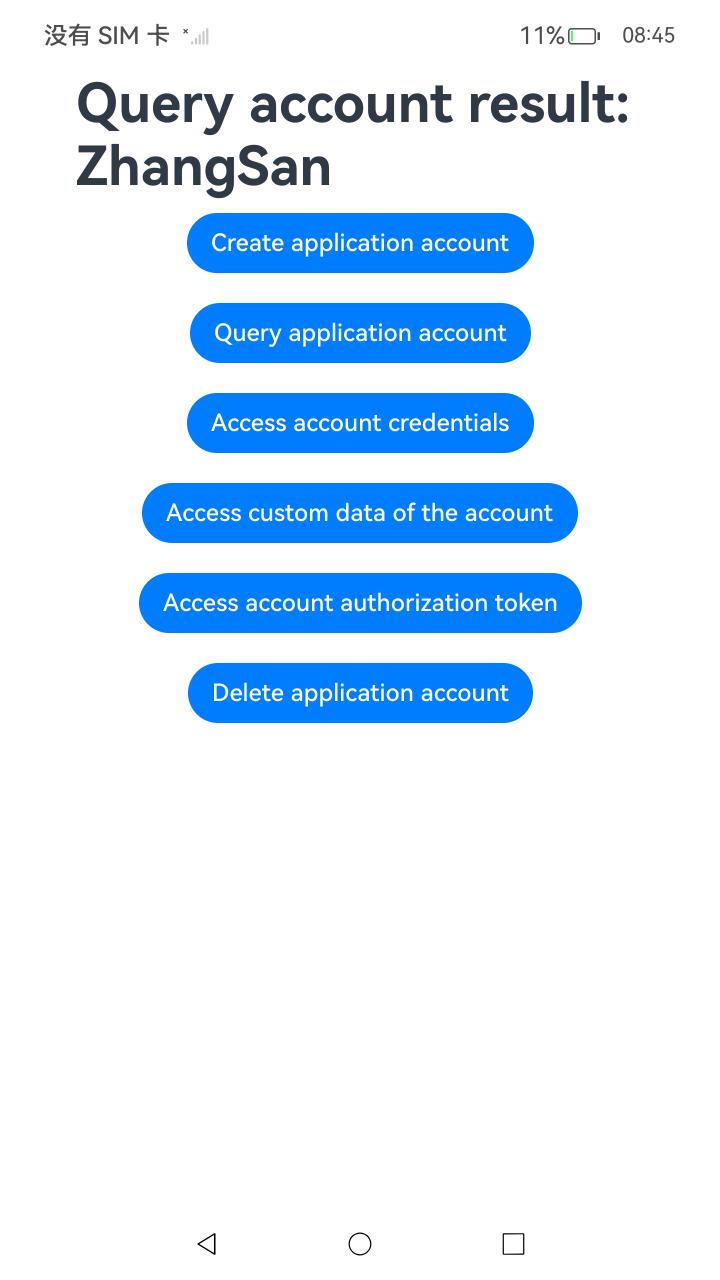 没有 SIM 卡 11% 08:45
Query account result:
ZhangSan
Create application account
Query application account
Access account credentials
Access custom data of the account
Access account authorization token
Delete application account